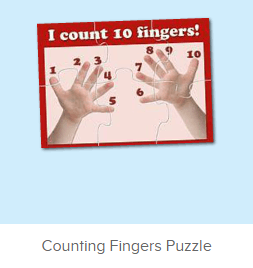 I count 10 fingers!
1 2 3 4 5 6 7 8 9 10
Counting Fingers Puzzle